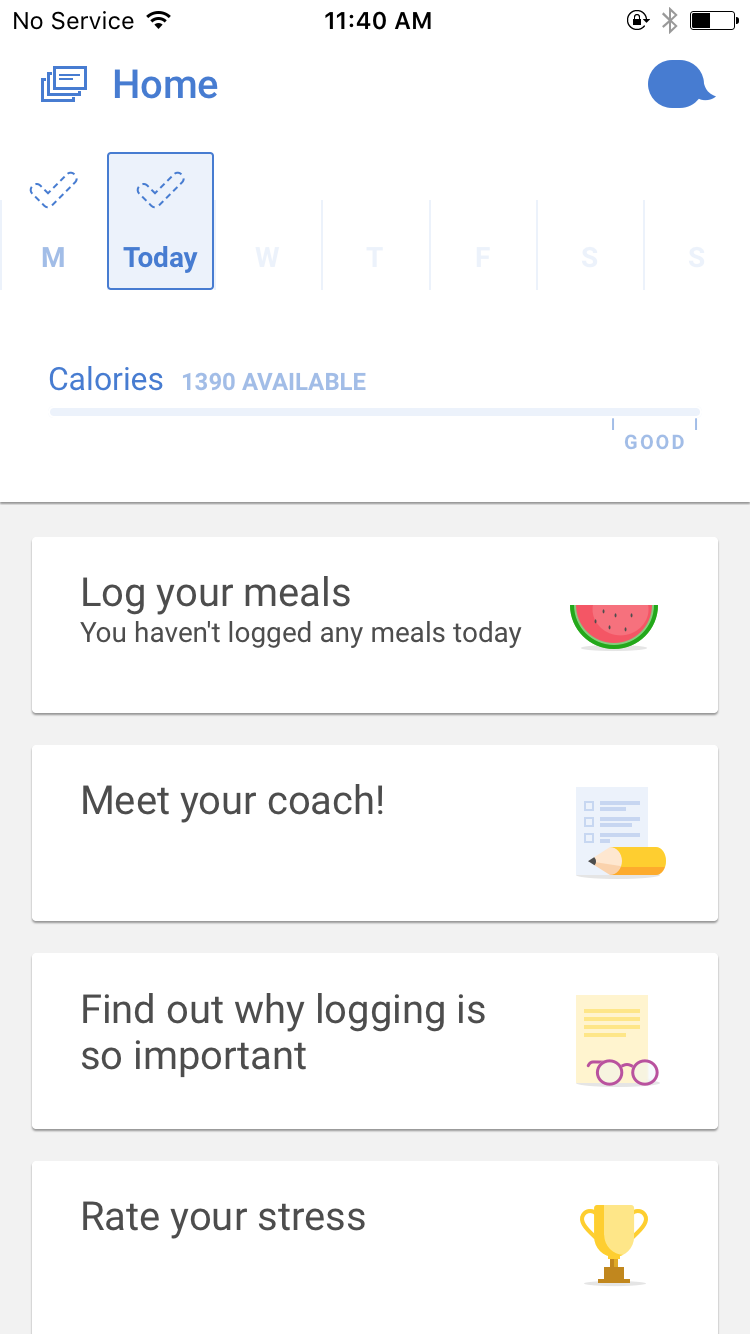 No Service 11:40 AM
Home
M Today W T F S S
Calories 1390 AVAILABLE
GOOD
Log your meals
You haven't logged any meals today
Meet your coach!
Find out why logging is
so important
Rate your stress